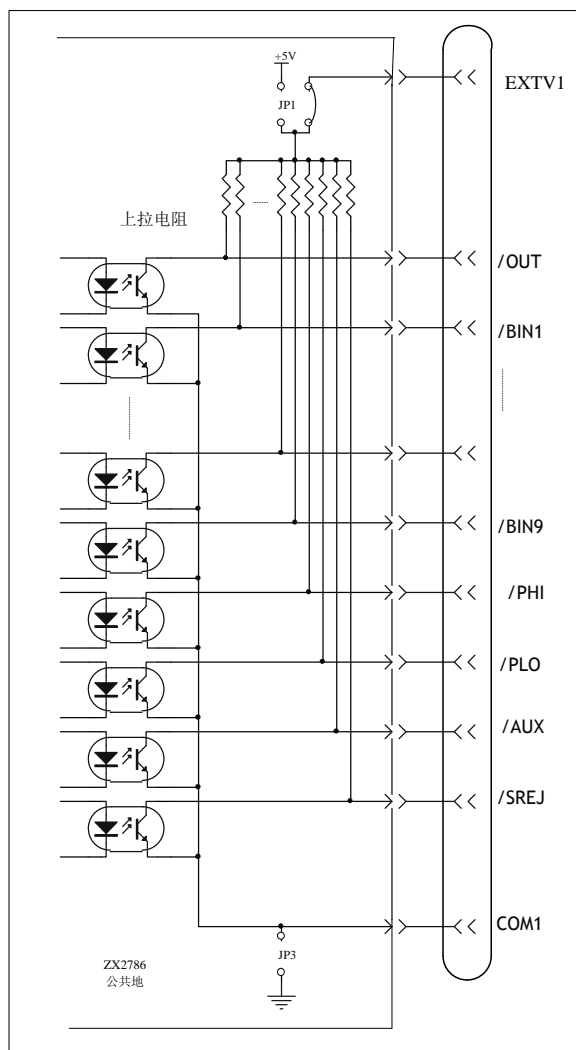 +5V
EXTV1
JP1
上拉电阻
/OUT
/BIN1
/BIN9
/PHI
/PLO
/AUX
/SREJ
COM1
JP3
ZX2786
公共地